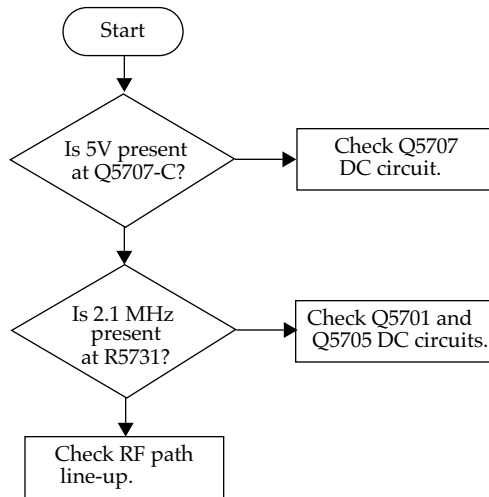 Start
Is 5V present
at Q5707-C?
Check Q5707
DC circuit.
Is 2.1 MHz
present
at R5731?
Check Q5701 and
Q5705 DC circuits.
Check RF path
line-up.